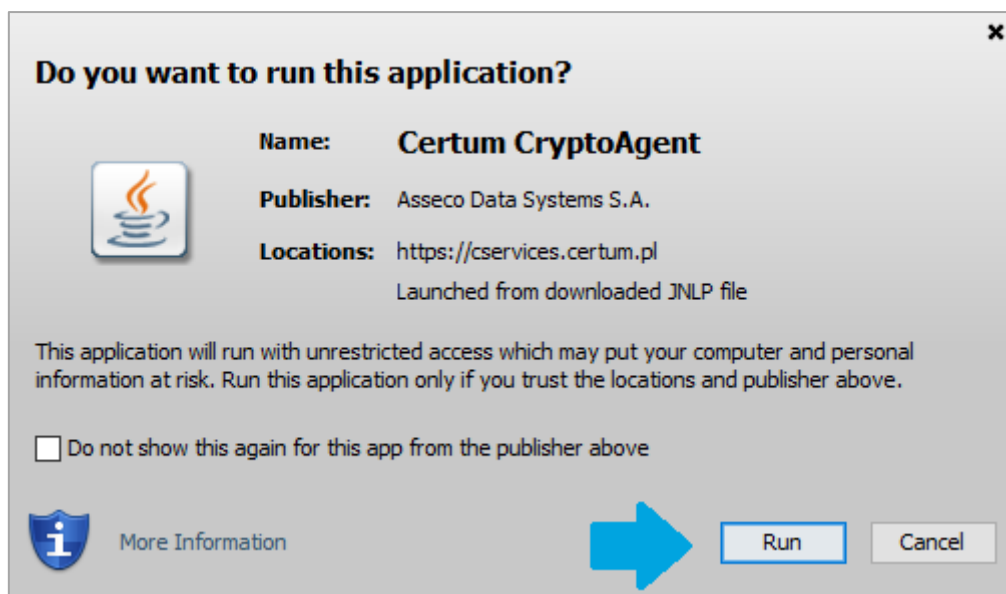 Do you want to run this application?
Name: Certum CryptoAgent
Publisher: Asseco Data Systems S.A.
Locations: https://cservices.certum.pl
Launched from downloaded JNLP file
This application will run with unrestricted access which may put your computer and personal
information at risk. Run this application only if you trust the locations and publisher above.
Do not show this again for this app from the publisher above
More Information
Run
Cancel